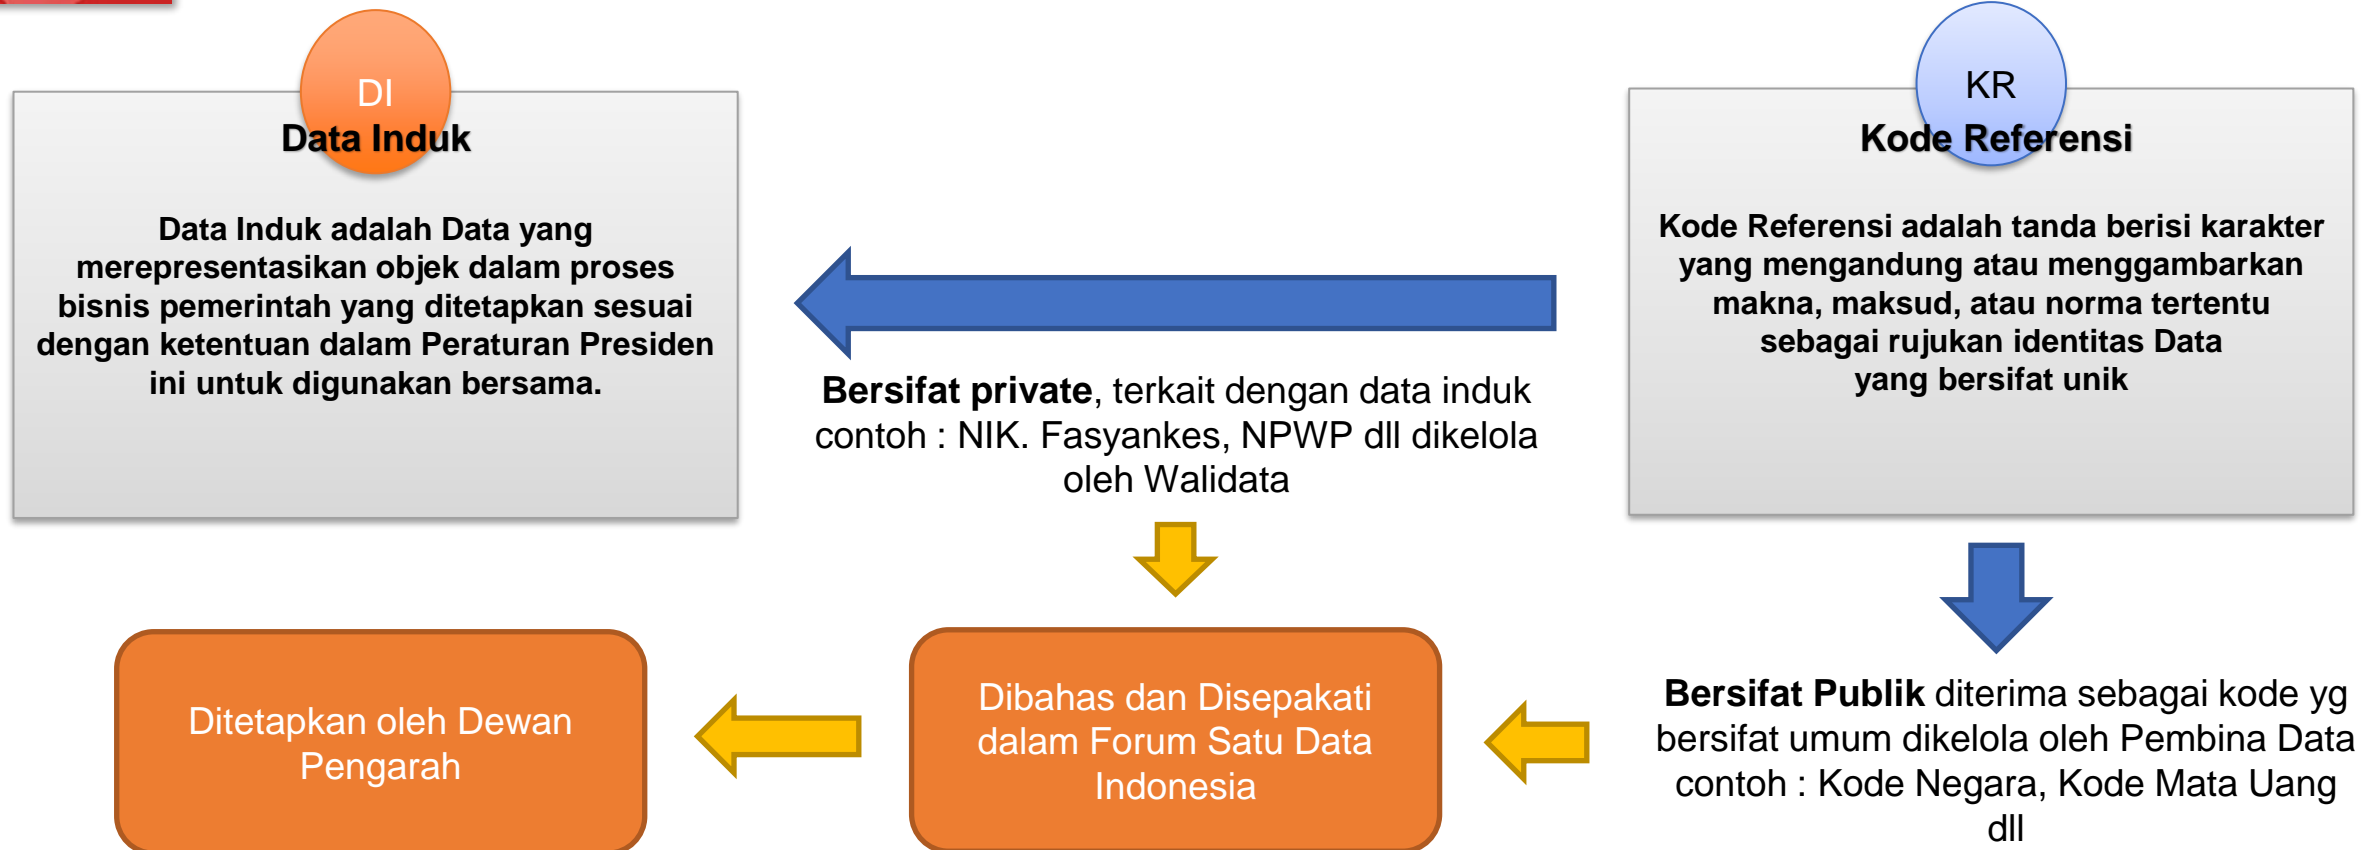 DI
Data Induk
Data Induk adalah Data yang
merepresentasikan objek dalam proses
bisnis pemerintah yang ditetapkan sesuai
dengan ketentuan dalam Peraturan Presiden
ini untuk digunakan bersama.
KR
Kode Referensi
Kode Referensi adalah tanda berisi karakter
yang mengandung atau menggambarkan
makna, maksud, atau norma tertentu
sebagai rujukan identitas Data
yang bersifat unik
Bersifat private, terkait dengan data induk
contoh : NIK. Fasyankes, NPWP dll dikelola
oleh Walidata
Bersifat Publik diterima sebagai kode yg
bersifat umum dikelola oleh Pembina Data
contoh : Kode Negara, Kode Mata Uang
dll
Dibahas dan Disepakati
dalam Forum Satu Data
Indonesia
Ditetapkan oleh Dewan
Pengarah